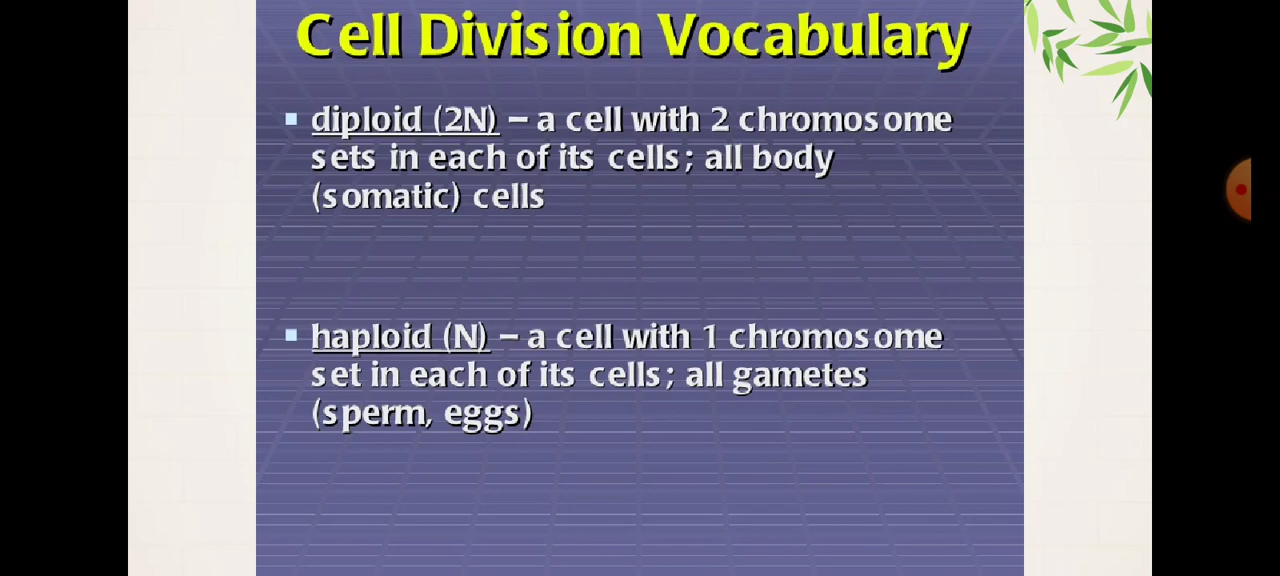 Cell Division Vocabulary
▪ diploid (2N) – a cell with 2 chromosome
sets in each of its cells; all body
(somatic) cells
▪ haploid (N) – a cell with 1 chromosome
set in each of its cells; all gametes
(sperm, eggs)